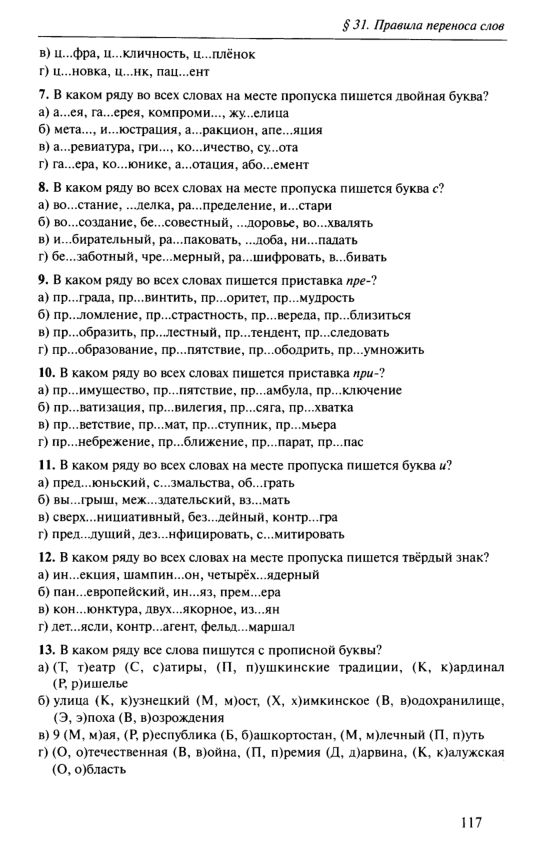 § 31. Правила переноса слов
в) ц...фра, ц...кличность, ц...плёнок
г) ц...новка, ц...нк, пац...ент
7. В каком ряду во всех словах на месте пропуска пишется двойная буква?
а) а...ея, га...ерея, компроми..., жу...елица
б) мета..., и...юстрация, а...ракцион, апе...яция
в) а...ревиатура, гри..., ко...ичество, су...ота
г) га...ера, ко...юнике, а...отация, або...емент
8. В каком ряду во всех словах на месте пропуска пишется буква с?
а) во...стание, ...делка, ра...пределение, и...стари
б) во...создание, бе...совестный, ...доровье, во...хвалять
в) и...бирательный, ра...паковать, ...доба, ни...падать
г) бе...заботный, чре...мерный, ра...шифровать, в...бивать
9. В каком ряду во всех словах пишется приставка пре-?
а) пр...града, пр...винтить, пр...оритет, пр...мудрость
б) пр...ломление, пр...страстность, пр...вереда, пр...близиться
в) пр...образить, пр...лестный, пр...тендент, пр...следовать
г) пр...образование, пр...пятствие, пр...ободрить, пр...умножить
10. В каком ряду во всех словах пишется приставка при-?
а) пр...имущество, пр...пятствие, пр...амбула, пр...ключение
б) пр...ватизация, пр...вилегия, пр...сяга, пр...хватка
в) пр...ветствие, пр...мат, пр...ступник, пр...мьера
г) пр...небрежение, пр...ближение, пр...парат, пр...пас
11. В каком ряду во всех словах на месте пропуска пишется буква и?
а) пред...юньский, с...змальства, об...грать
б) вы...грыш, меж...здательский, вз...мать
в) сверх...нициативный, без...дейный, контр...гра
г) пред...дущий, дез...нфицировать, с...митировать
12. В каком ряду во всех словах на месте пропуска пишется твёрдый знак?
а) ин...екция, шампин...он, четырёх...ядерный
б) пан...европейский, ин...яз, прем...ера
в) кон...юнктура, двух...якорное, из...ян
г) дет...ясли, контр...агент, фельд...маршал
13. В каком ряду все слова пишутся с прописной буквы?
а) (Т, т)еатр (С, с)атиры, (П, п)ушкинские традиции, (К, к)ардинал
(Р, р)ишелье
б) улица (К, к)узнецкий (М, м)ост, (Х, х)имкинское (В, в)одохранилище,
(Э, э)поха (В, в)озрождения
в) 9 (М, м)ая, (Р, р)еспублика (Б, б)ашкортостан, (М, м)лечный (П, п)уть
г) (О, о)течественная (В, в)ойна, (П, п)ремия (Д, д)арвина, (К, к)алужская
(О, о)бласть
117